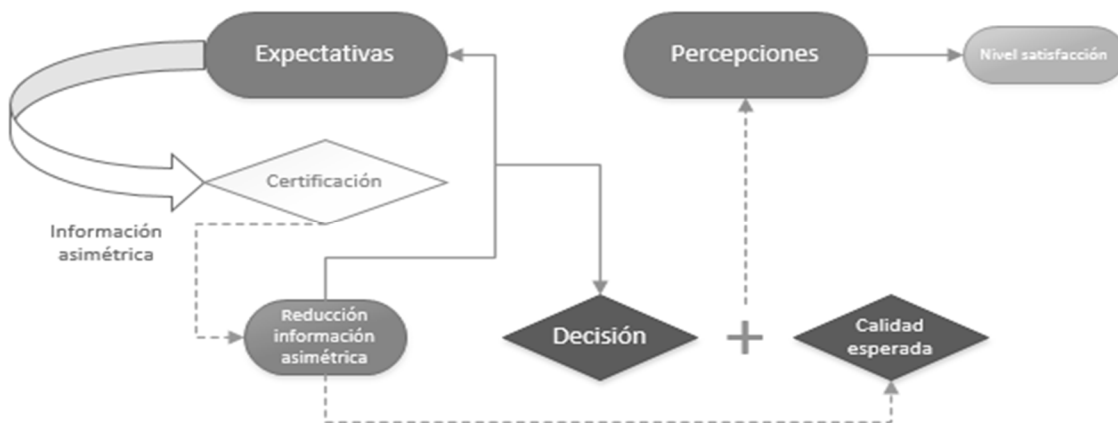 Expectativas
Percepciones
Nivel satisfacción
Certificación
Información
asimétrica
Reducción
información
asimétrica
Decisión
+
Calidad
esperada